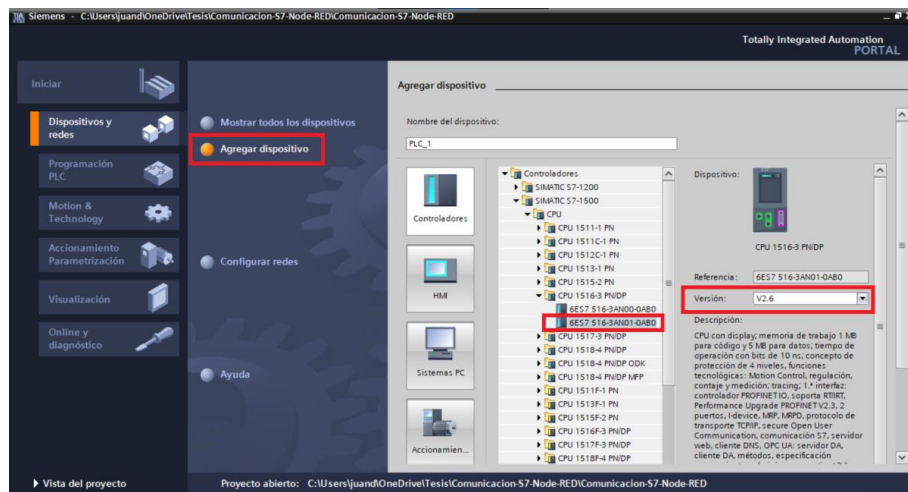 Siemens - C:\Users\juand\OneDrive\Tesis\Comunicacion-S7-Node-RED\Comunicacion-S7-Node-RED
Totally Integrated Automation
PORTAL
Iniciar
Dispositivos y
redes
Programación
PLC
Motion &
Technology
Accionamiento
Parametrización
Visualización
Online y
diagnóstico
Mostrar todos los dispositivos
Agregar dispositivo
Configurar redes
Ayuda
Agregar dispositivo
Nombre del dispositivo:
PLC_1
Controladores
HMI
Sistemas PC
Accionamien...
Controladores
SIMATIC S7-1200
SIMATIC S7-1500
CPU
CPU 1511-1 PN
CPU 1511C-1 PN
CPU 1512C-1 PN
CPU 1513-1 PN
CPU 1515-2 PN
CPU 1516-3 PN/DP
6ES7 516-3AN00-0AB0
6ES7 516-3AN01-0AB0
CPU 1517-3 PN/DP
CPU 1518-4 PN/DP
CPU 1518-4 PN/DP ODK
CPU 1518-4 PN/DP MFP
CPU 1511F-1 PN
CPU 1513F-1 PN
CPU 1515F-2 PN
CPU 1516F-3 PN/DP
CPU 1517F-3 PN/DP
CPU 1518F-4 PN/DP
Dispositivo:
CPU 1516-3 PN/DP
Referencia: 6ES7 516-3AN01-0AB0
Versión: V2.6
Descripción:
CPU con display; memoria de trabajo 1 MB
para código y 5 MB para datos; tiempo de
operación con bits de 10 ns; concepto de
protección de 4 niveles, funciones
tecnológicas: Motion Control, regulación,
contaje y medición; tracing; 1.ª interfaz:
controlador PROFINET IO, soporta RT/IRT,
Performance Upgrade PROFINET V2.3, 2
puertos, I-device, MRP, MRPD, protocolo de
transporte TCP/IP, secure Open User
Communication, comunicación S7, servidor
web, cliente DNS, OPC UA: servidor DA,
cliente DA, métodos, especificación
Vista del proyecto
Proyecto abierto: C:\Users\juand\OneDrive\Tesis\Comunicacion-S7-Node-RED\Comunicacion-S7-Node-RED